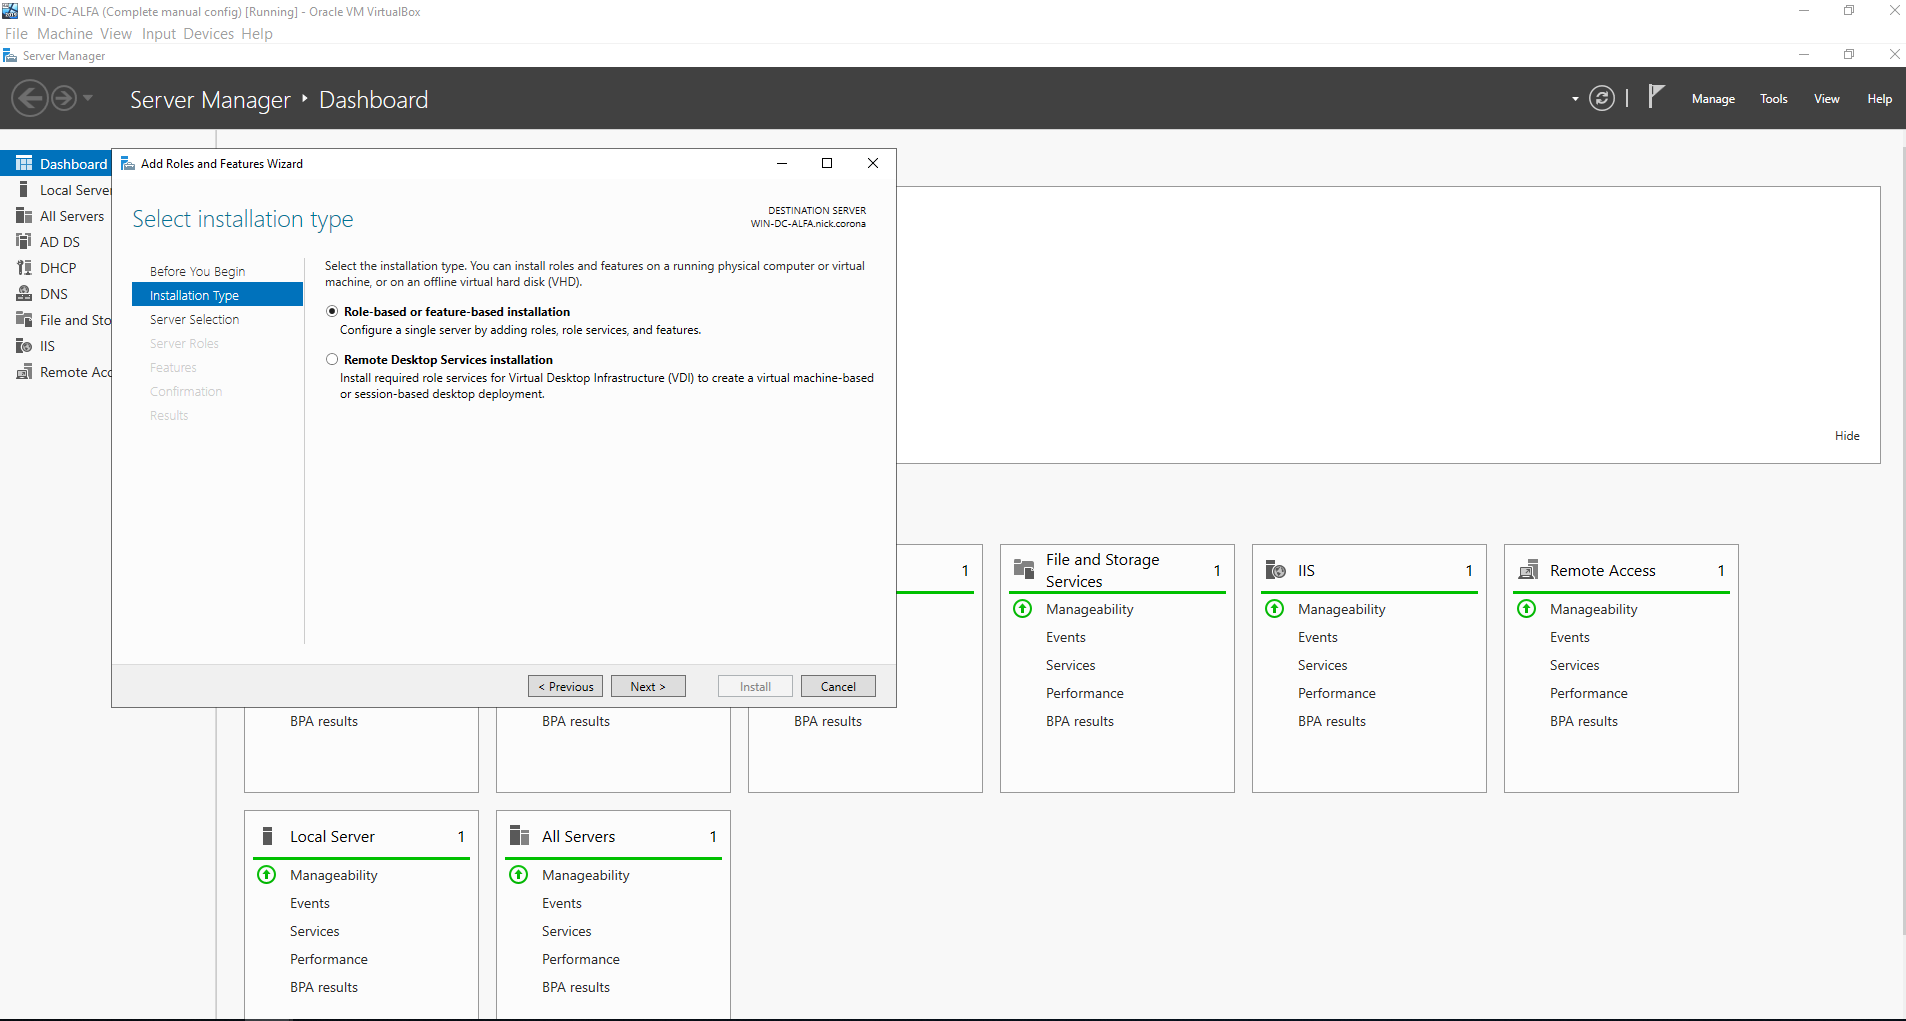 WIN-DC-ALFA (Complete manual config) [Running] - Oracle VM VirtualBox
File Machine View Input Devices Help
Server Manager
Server Manager ‣ Dashboard
Manage Tools View Help
Dashboard
Local Server
All Servers
AD DS
DHCP
DNS
File and Sto
IIS
Remote Acc
Add Roles and Features Wizard
Select installation type
DESTINATION SERVER
WIN-DC-ALFA.nick.corona
Before You Begin
Installation Type
Server Selection
Server Roles
Features
Confirmation
Results
Select the installation type. You can install roles and features on a running physical computer or virtual
machine, or on an offline virtual hard disk (VHD).
Role-based or feature-based installation
Configure a single server by adding roles, role services, and features.
Remote Desktop Services installation
Install required role services for Virtual Desktop Infrastructure (VDI) to create a virtual machine-based
or session-based desktop deployment.
< Previous Next > Install Cancel
Hide
BPA results
BPA results
1
BPA results
File and Storage
Services
1
Manageability
Events
Services
Performance
BPA results
IIS 1
Manageability
Events
Services
Performance
BPA results
Remote Access 1
Manageability
Events
Services
Performance
BPA results
Local Server 1
Manageability
Events
Services
Performance
BPA results
All Servers 1
Manageability
Events
Services
Performance
BPA results